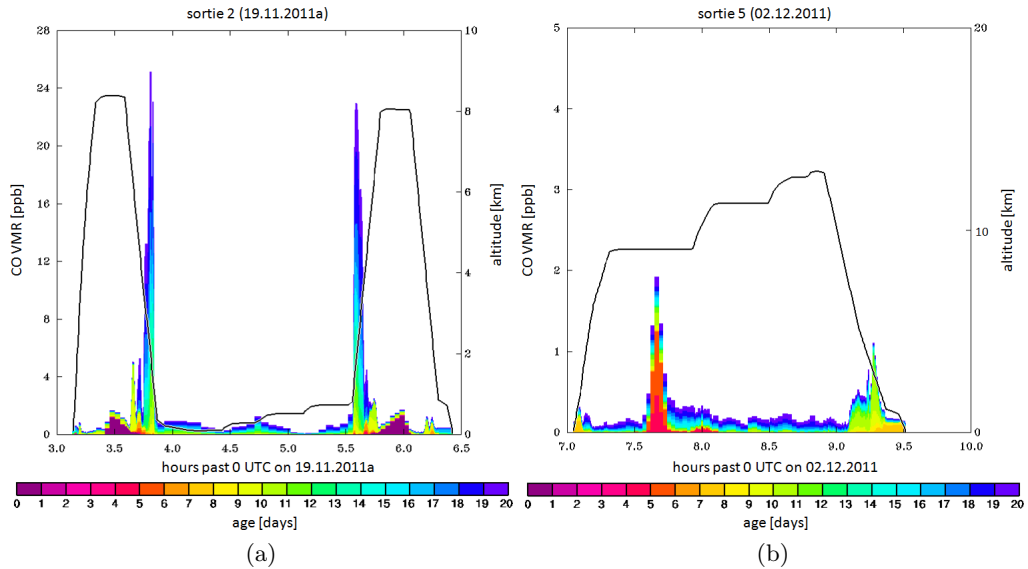 sortie 2 (19.11.2011a)
28
24
20
16
12
8
4
0
CO VMR [ppb]
10
8
6
4
2
0
altitude [km]
3.0 3.5 4.0 4.5 5.0 5.5 6.0 6.5
hours past 0 UTC on 19.11.2011a
0 1 2 3 4 5 6 7 8 9 10 11 12 13 14 15 16 17 18 19 20
age [days]
(a)
sortie 5 (02.12.2011)
5
4
3
2
1
0
CO VMR [ppb]
20
10
0
altitude [km]
7.0 7.5 8.0 8.5 9.0 9.5 10.0
hours past 0 UTC on 02.12.2011
0 1 2 3 4 5 6 7 8 9 10 11 12 13 14 15 16 17 18 19 20
age [days]
(b)